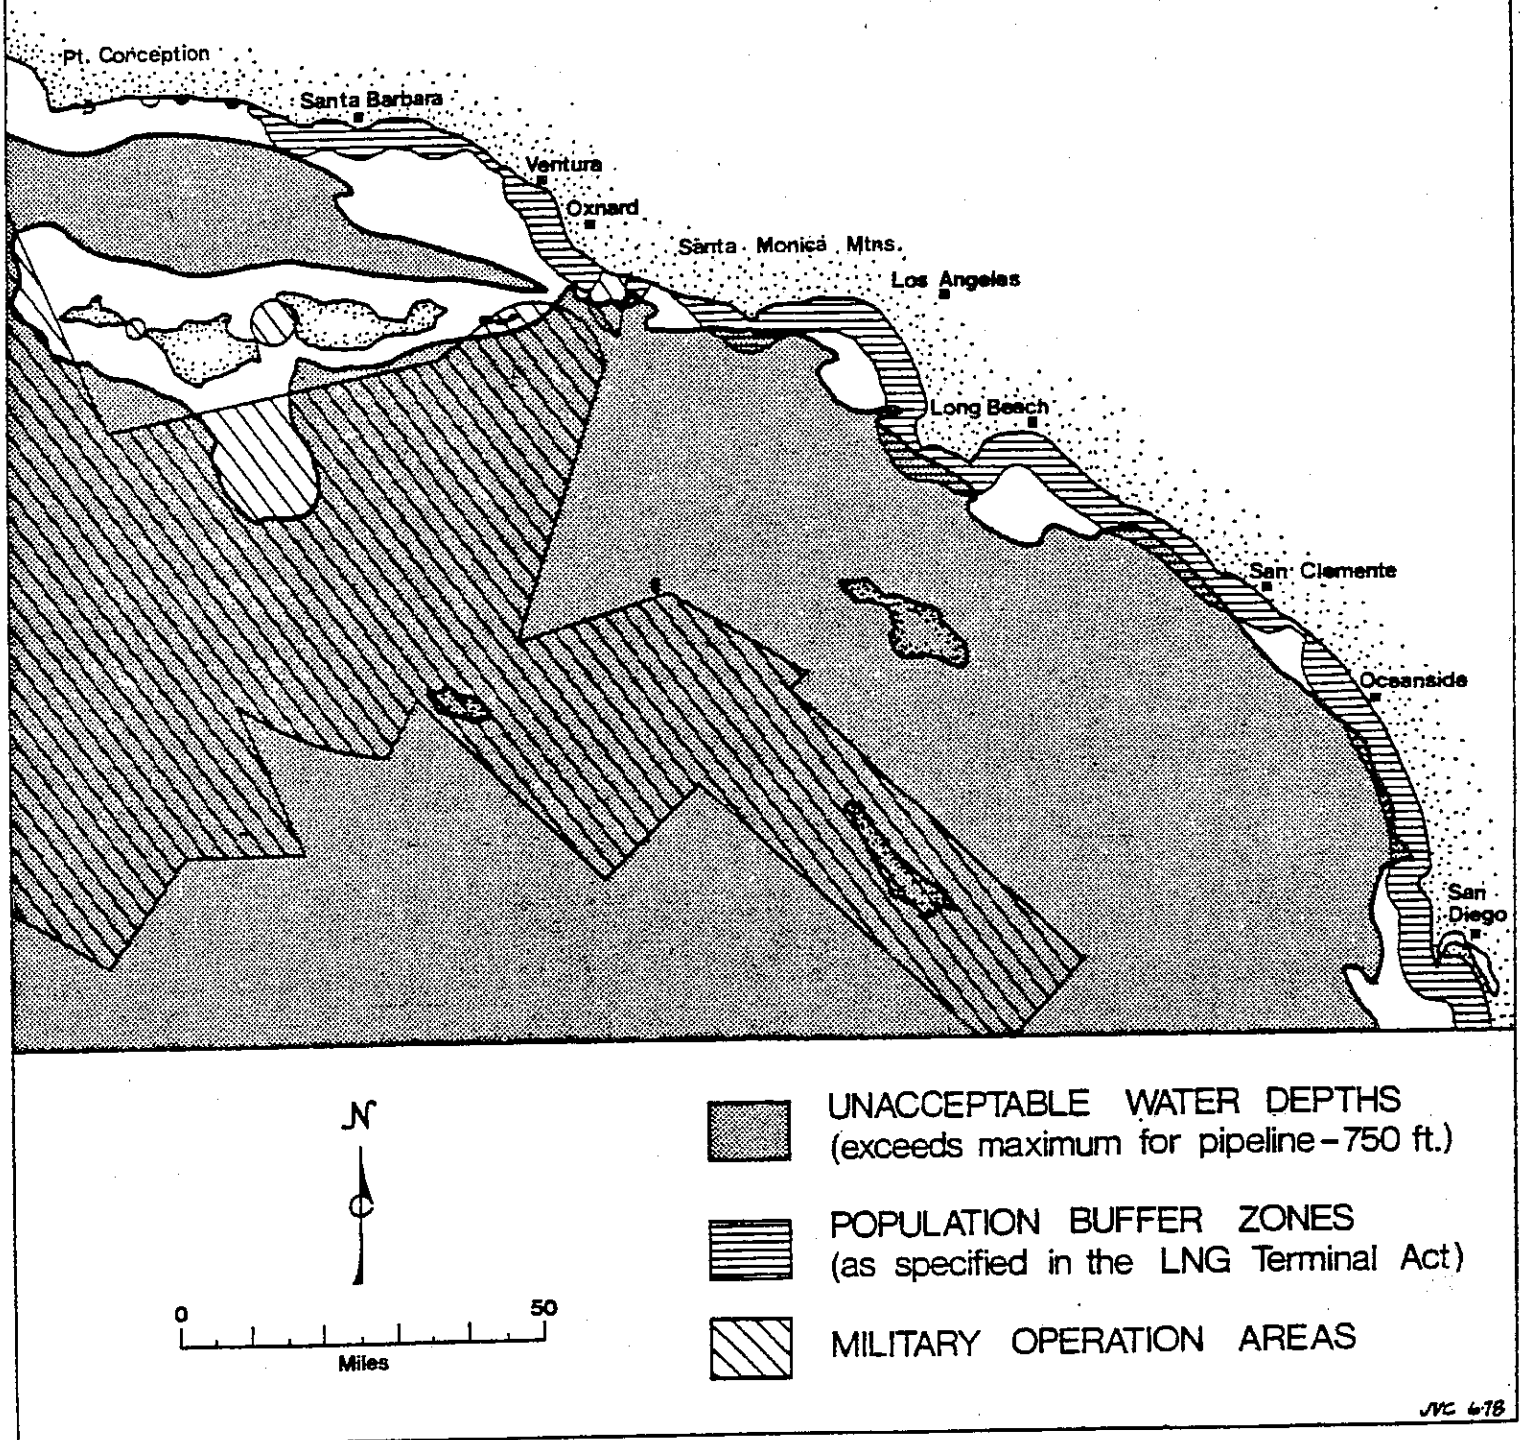 Pt. Conception
Santa Barbara
Ventura
Oxnard
Santa Monica Mtns.
Los Angeles
Long Beach
San Clemente
Oceanside
San
Diego
N
0 50
Miles
UNACCEPTABLE WATER DEPTHS
(exceeds maximum for pipeline-750 ft.)
POPULATION BUFFER ZONES
(as specified in the LNG Terminal Act)
MILITARY OPERATION AREAS
JVC 6-78